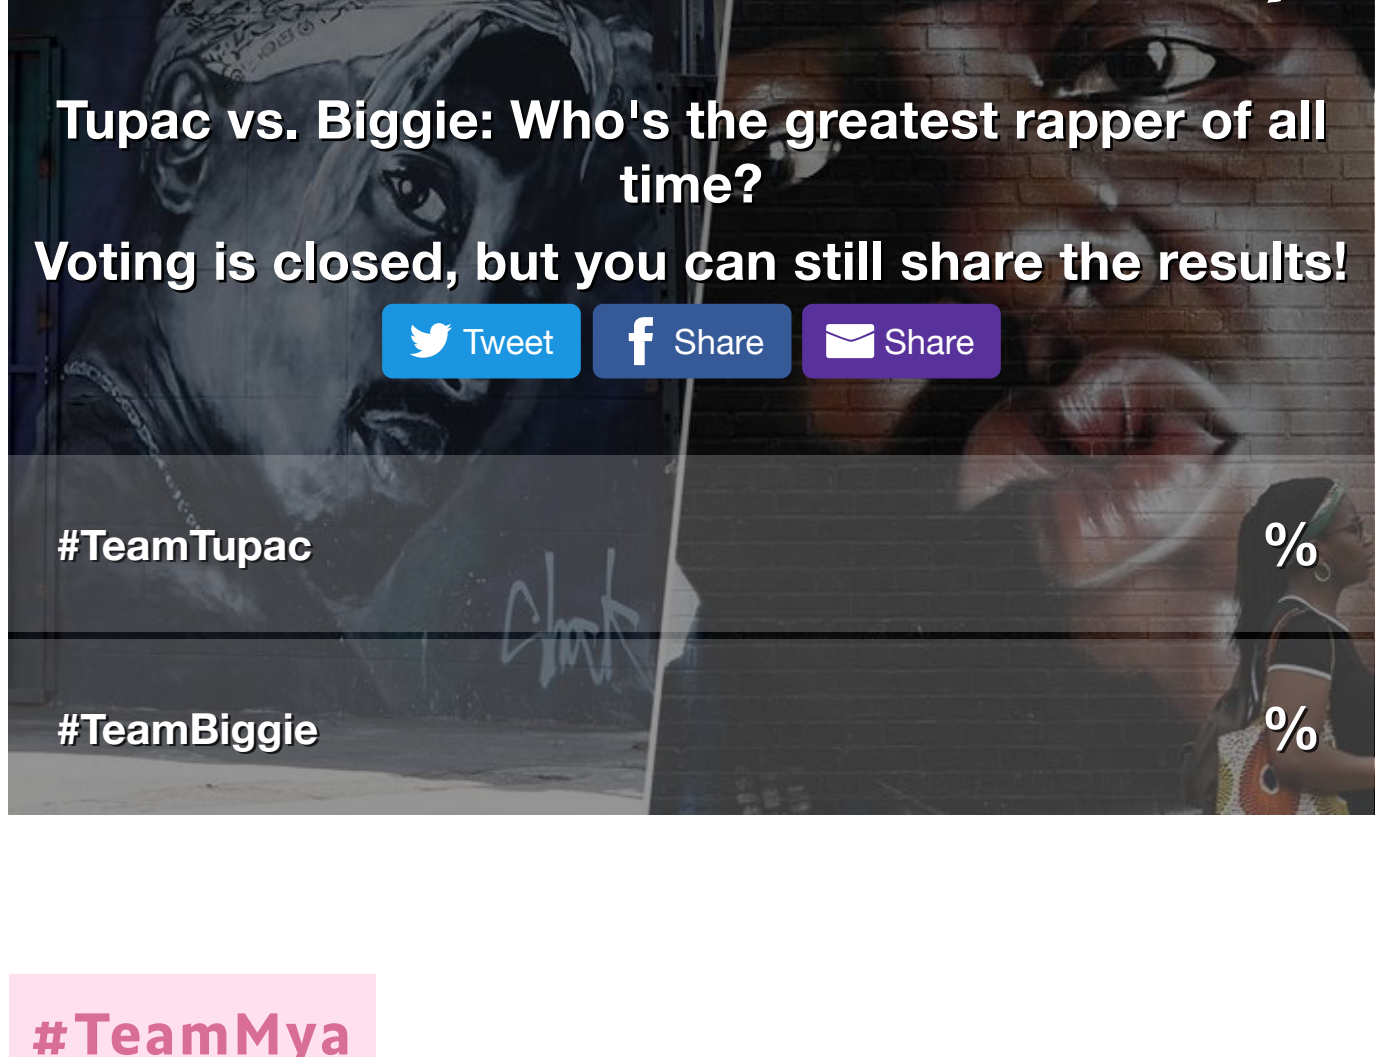 Tupac vs. Biggie: Who's the greatest rapper of all
time?
Voting is closed, but you can still share the results!
Tweet Share Share
#TeamTupac %
Shock
#TeamBiggie %
#TeamMya